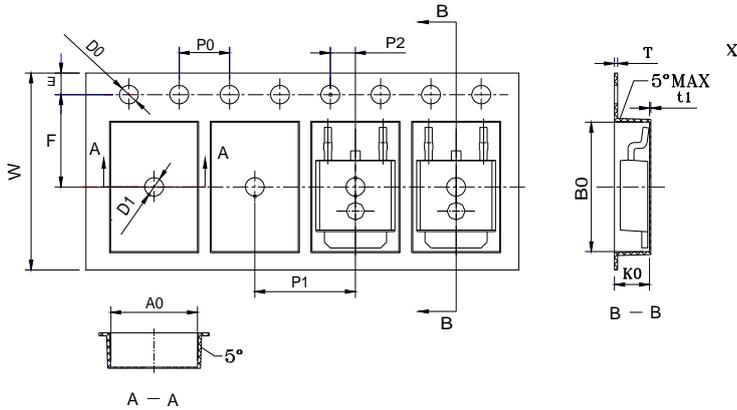 B
D0
P0
P2
T
X
E
5°MAX
t1
F
A
A
W
D1
B0
P1
K0
B
B – B
A0
5°
A – A